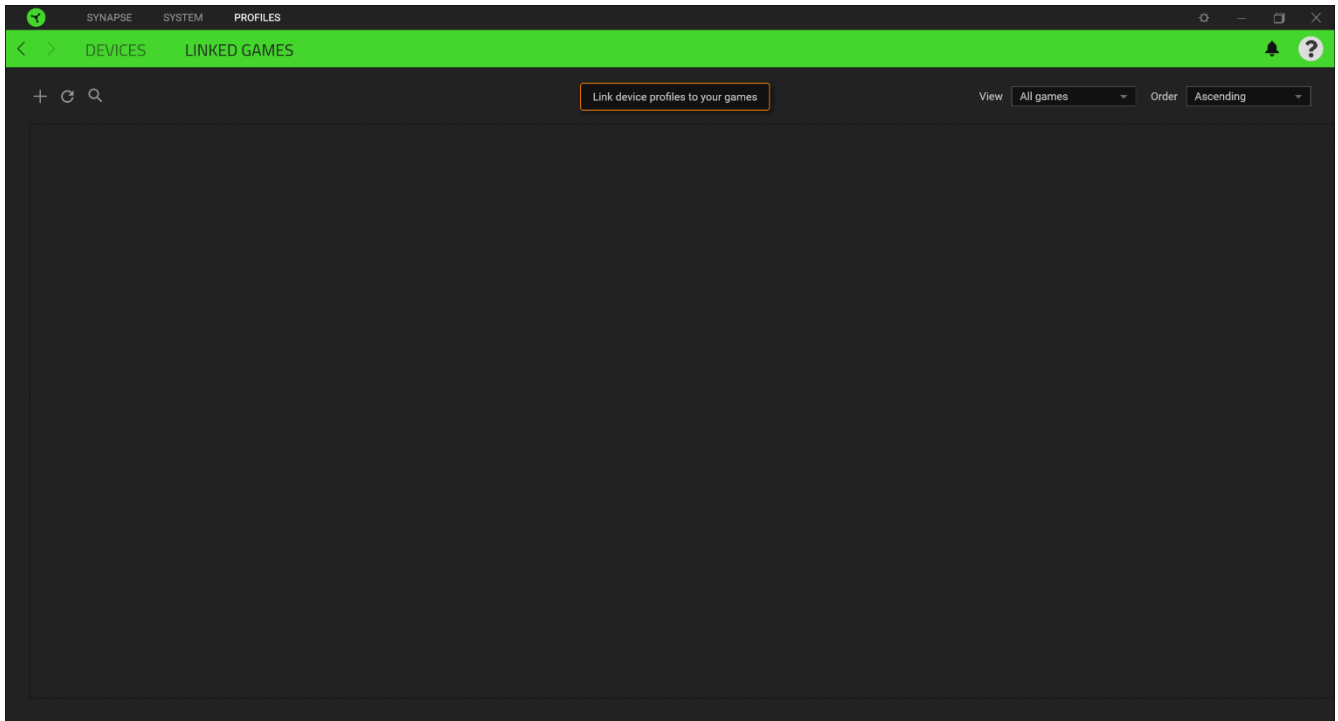 SYNAPSE SYSTEM PROFILES
DEVICES LINKED GAMES
Link device profiles to your games
View All games Order Ascending